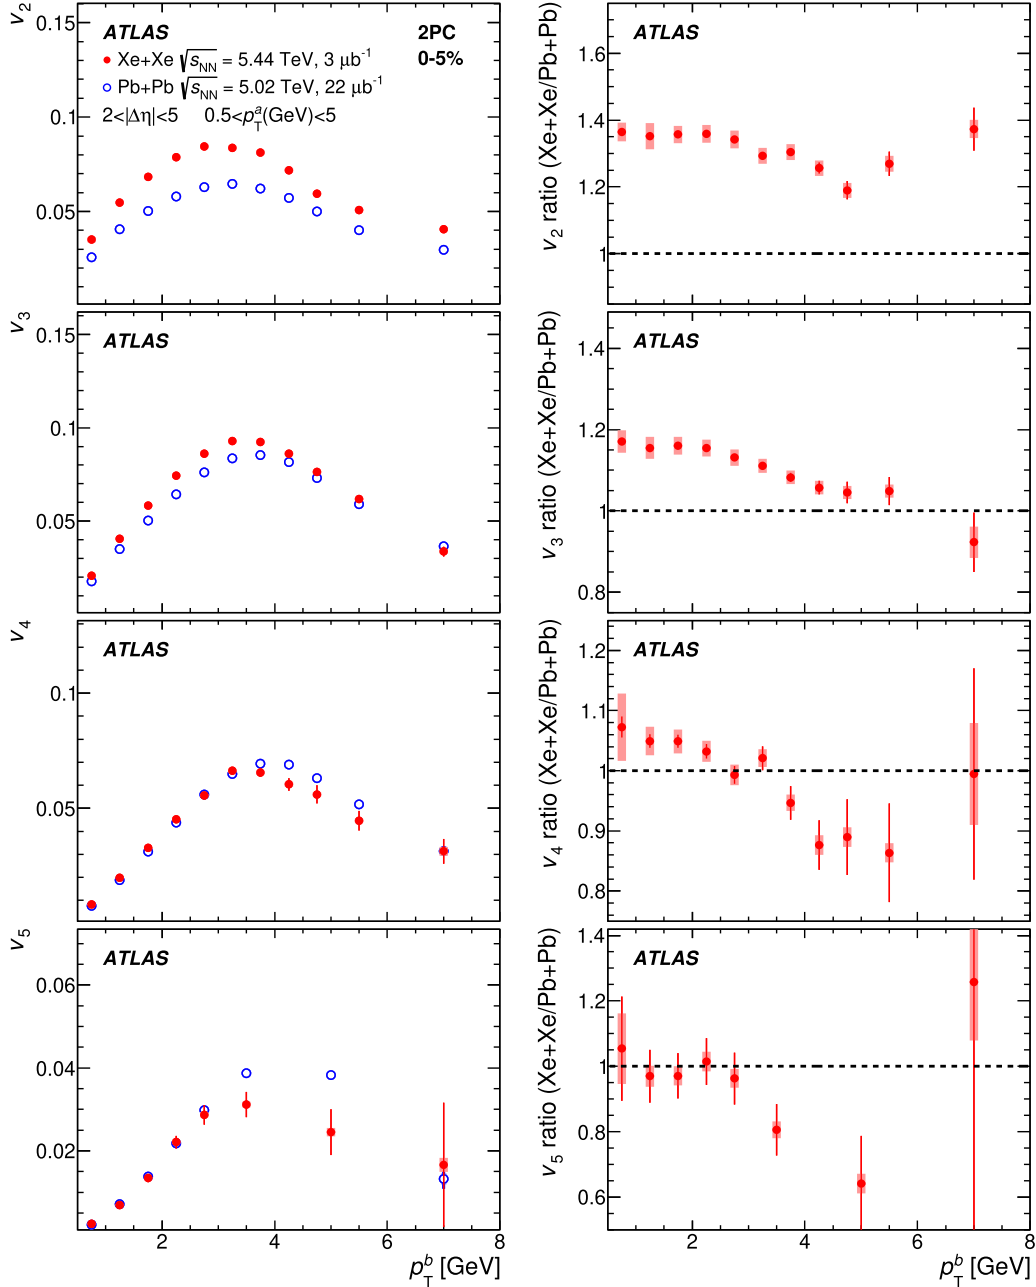 v2
0.15
0.1
0.05
ATLAS
2PC
Xe+Xe √sNN = 5.44 TeV, 3 μb-1
0-5%
Pb+Pb √sNN = 5.02 TeV, 22 μb-1
2<|Δη|<5 0.5<pTa(GeV)<5
v2 ratio (Xe+Xe/Pb+Pb)
1.6
1.4
1.2
1
ATLAS
v3
0.15
0.1
0.05
ATLAS
v3 ratio (Xe+Xe/Pb+Pb)
1.4
1.2
1
0.8
ATLAS
v4
0.1
0.05
ATLAS
v4 ratio (Xe+Xe/Pb+Pb)
1.2
1.1
1
0.9
0.8
ATLAS
v5
0.06
0.04
0.02
ATLAS
2 4 6 8
pTb [GeV]
v5 ratio (Xe+Xe/Pb+Pb)
1.4
1.2
1
0.8
0.6
ATLAS
2 4 6 8
pTb [GeV]